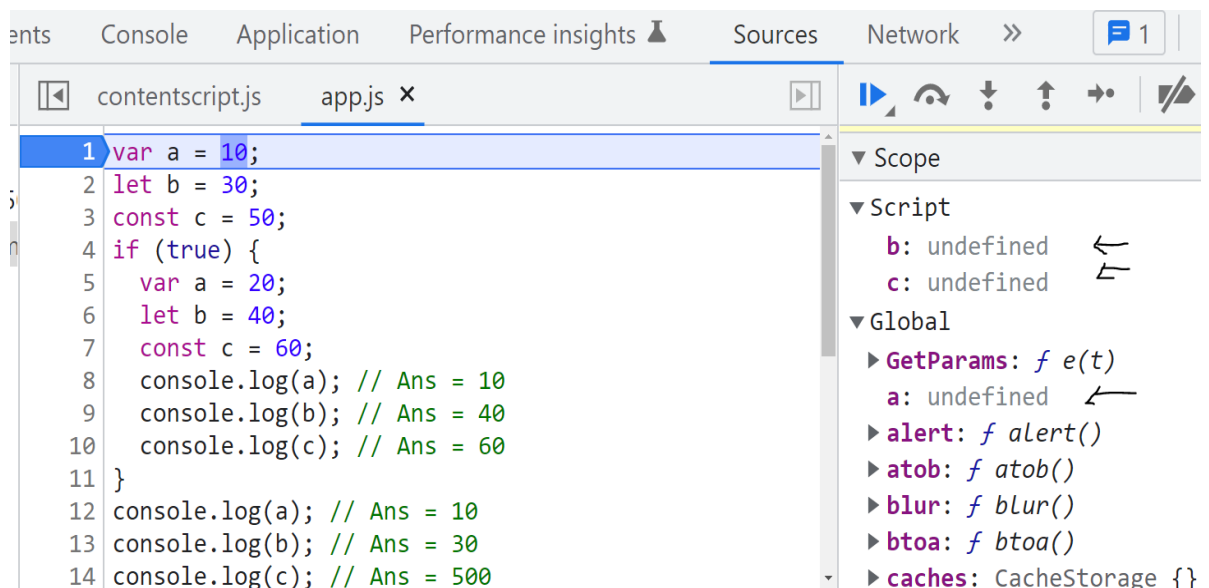 ents Console Application Performance insights Sources Network » 1
contentscript.js app.js ×
1 var a = 10;
2 let b = 30;
3 const c = 50;
4 if (true) {
5 var a = 20;
6 let b = 40;
7 const c = 60;
8 console.log(a); // Ans = 10
9 console.log(b); // Ans = 40
10 console.log(c); // Ans = 60
11 }
12 console.log(a); // Ans = 10
13 console.log(b); // Ans = 30
14 console.log(c); // Ans = 500
▼ Scope
▼ Script
b: undefined
c: undefined
▼ Global
▶ GetParams: ƒ e(t)
a: undefined
▶ alert: ƒ alert()
▶ atob: ƒ atob()
▶ blur: ƒ blur()
▶ btoa: ƒ btoa()
▶ caches: CacheStorage {}